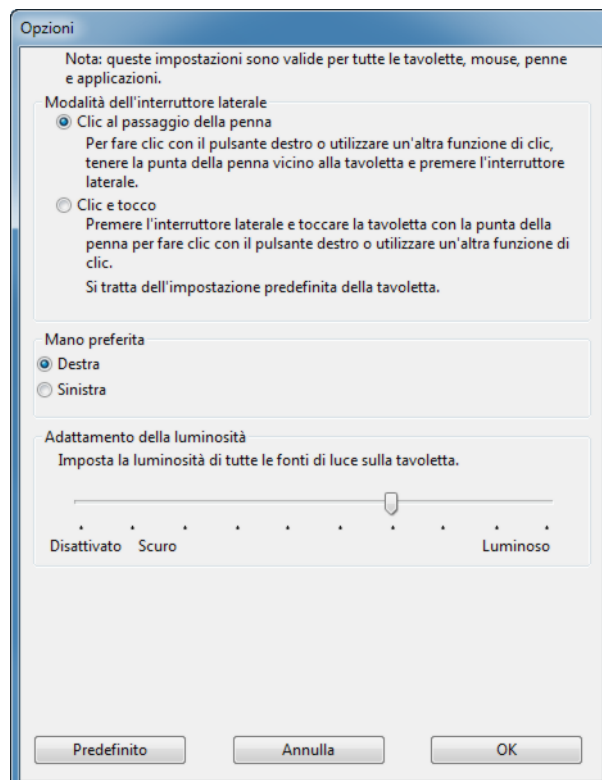 Opzioni
Nota: queste impostazioni sono valide per tutte le tavolette, mouse, penne
e applicazioni.
Modalità dell'interruttore laterale
Clic al passaggio della penna
Per fare clic con il pulsante destro o utilizzare un'altra funzione di clic,
tenere la punta della penna vicino alla tavoletta e premere l'interruttore
laterale.
Clic e tocco
Premere l'interruttore laterale e toccare la tavoletta con la punta della
penna per fare clic con il pulsante destro o utilizzare un'altra funzione di
clic.
Si tratta dell'impostazione predefinita della tavoletta.
Mano preferita
Destra
Sinistra
Adattamento della luminosità
Imposta la luminosità di tutte le fonti di luce sulla tavoletta.
Disattivato Scuro Luminoso
Predefinito Annulla OK